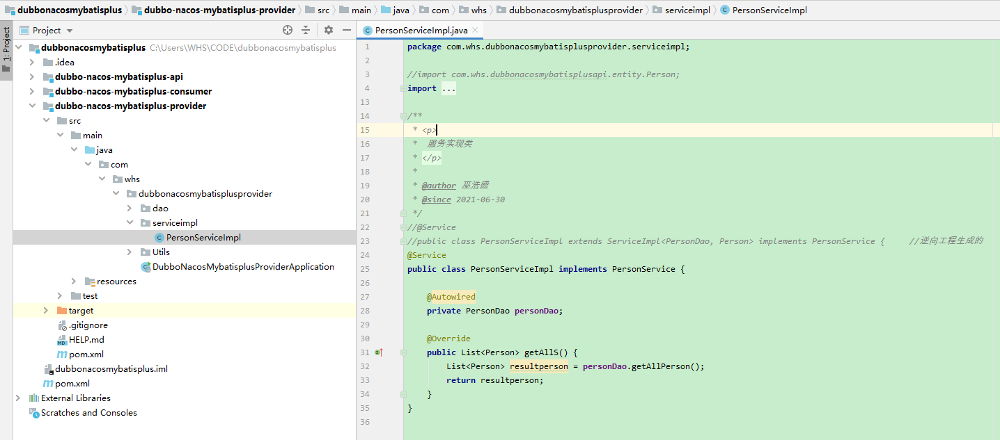 dubbonacosmybatisplus dubbo-nacos-mybatisplus-provider src main java com whs dubbonacosmybatisplusprovider serviceimpl PersonServiceImpl
1: Project
Project
dubbonacosmybatisplus C:\Users\WHS\CODE\dubbonacosmybatisplus
.idea
dubbo-nacos-mybatisplus-api
dubbo-nacos-mybatisplus-consumer
dubbo-nacos-mybatisplus-provider
src
main
java
com
whs
dubbonacosmybatisplusprovider
dao
serviceimpl
PersonServiceImpl
Utils
DubboNacosMybatisplusProviderApplication
resources
test
target
.gitignore
HELP.md
pom.xml
dubbonacosmybatisplus.iml
pom.xml
External Libraries
Scratches and Consoles
PersonServiceImpl.java
1 package com.whs.dubbonacosmybatisplusprovider.serviceimpl;
2
3 //import com.whs.dubbonacosmybatisplusapi.entity.Person;
4 import ...
13
14 /**
15 * <p>
16 * 服务实现类
17 * </p>
18 *
19 * @author 巫浩盛
20 * @since 2021-06-30
21 */
22 //@Service
23 //public class PersonServiceImpl extends ServiceImpl<PersonDao, Person> implements PersonService { //逆向工程生成的
24 @Service
25 public class PersonServiceImpl implements PersonService {
26
27 @Autowired
28 private PersonDao personDao;
29
30 @Override
31 public List<Person> getAllS() {
32 List<Person> resultperson = personDao.getAllPerson();
33 return resultperson;
34 }
35 }
36